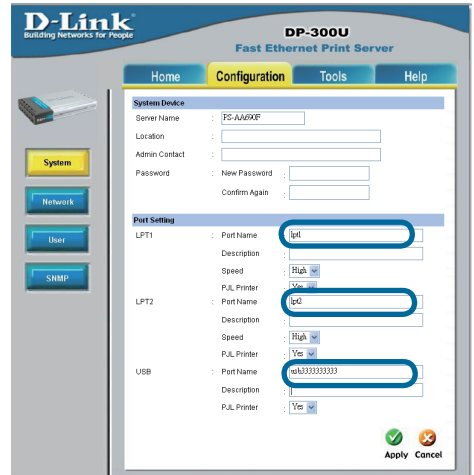 D-Link
Building Networks for People
DP-300U
Fast Ethernet Print Server
Home Configuration Tools Help
System
Network
User
SNMP
System Device
Server Name : PS-AA690F
Location :
Admin Contact :
Password : New Password :
Confirm Again :
Port Setting
LPT1 : Port Name : lpt1
Description :
Speed : High
PJL Printer : Yes
LPT2 : Port Name : lpt2
Description :
Speed : High
PJL Printer : Yes
USB : Port Name : usb3333333333
Description :
PJL Printer : Yes
Apply Cancel